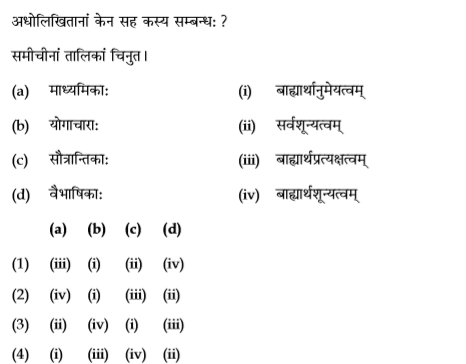 अधोलिखितानां केन सह कस्य सम्बन्धः ?
समीचीनां तालिकां चिनुत।
(a) माध्यमिकाः (i) बाह्यार्थानुमेयत्वम्
(b) योगाचाराः (ii) सर्वशून्यत्वम्
(c) सौत्रान्तिकाः (iii) बाह्यार्थप्रत्यक्षत्वम्
(d) वैभाषिकाः (iv) बाह्यार्थशून्यत्वम्
(a) (b) (c) (d)
(1) (iii) (i) (ii) (iv)
(2) (iv) (i) (iii) (ii)
(3) (ii) (iv) (i) (iii)
(4) (i) (iii) (iv) (ii)